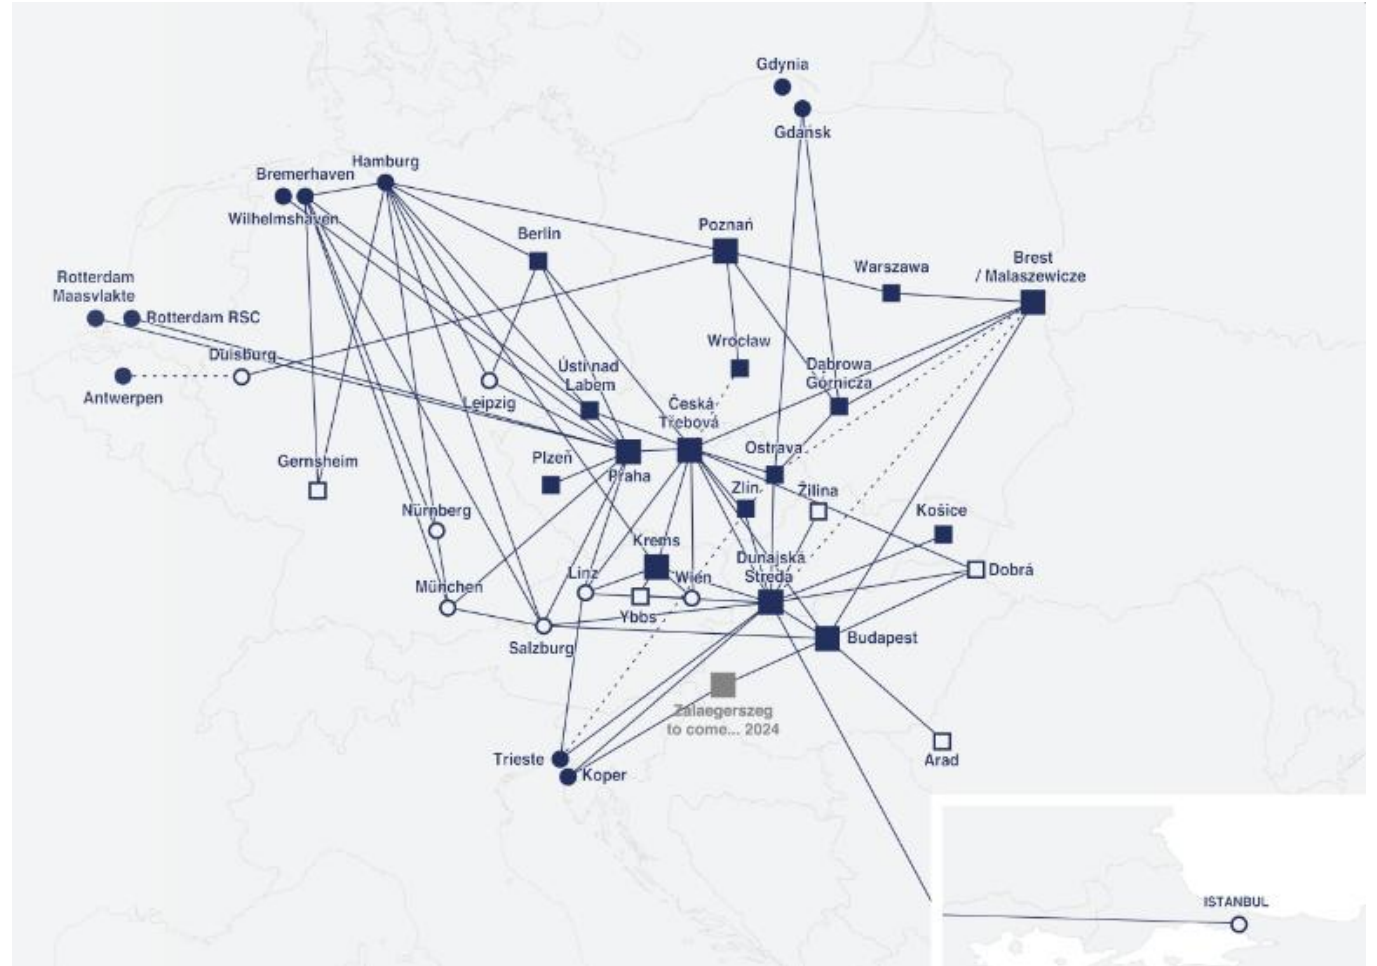 Gdynia
Gdańsk
Hamburg
Bremerhaven
Wilhelmshaven
Berlin
Poznań
Warszawa
Brest
/ Malaszewicze
Rotterdam
Maasvlakte
Rotterdam RSC
Duisburg
Antwerpen
Leipzig
Ústí nad
Labem
Wrocław
Dabrowa
Górnicza
Česká
Třebová
Gernsheim
Plzeň
Praha
Ostrava
Zlín
Žilina
Nürnberg
Košice
Krems
Dunajská
Streda
Dobrá
München
Linz
Wien
Ybbs
Salzburg
Budapest
Zalaegerszeg
to come... 2024
Trieste
Koper
Arad
ISTANBUL